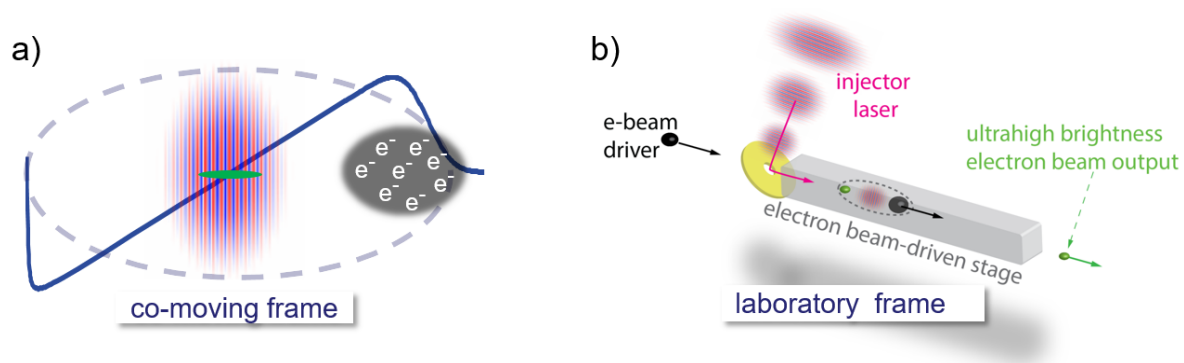 a)
e⁻
e⁻ e⁻
e⁻ e⁻ e⁻
e⁻ e⁻
e⁻
co-moving frame
b)
injector
laser
e-beam
driver
ultrahigh brightness
electron beam output
electron beam-driven stage
laboratory frame